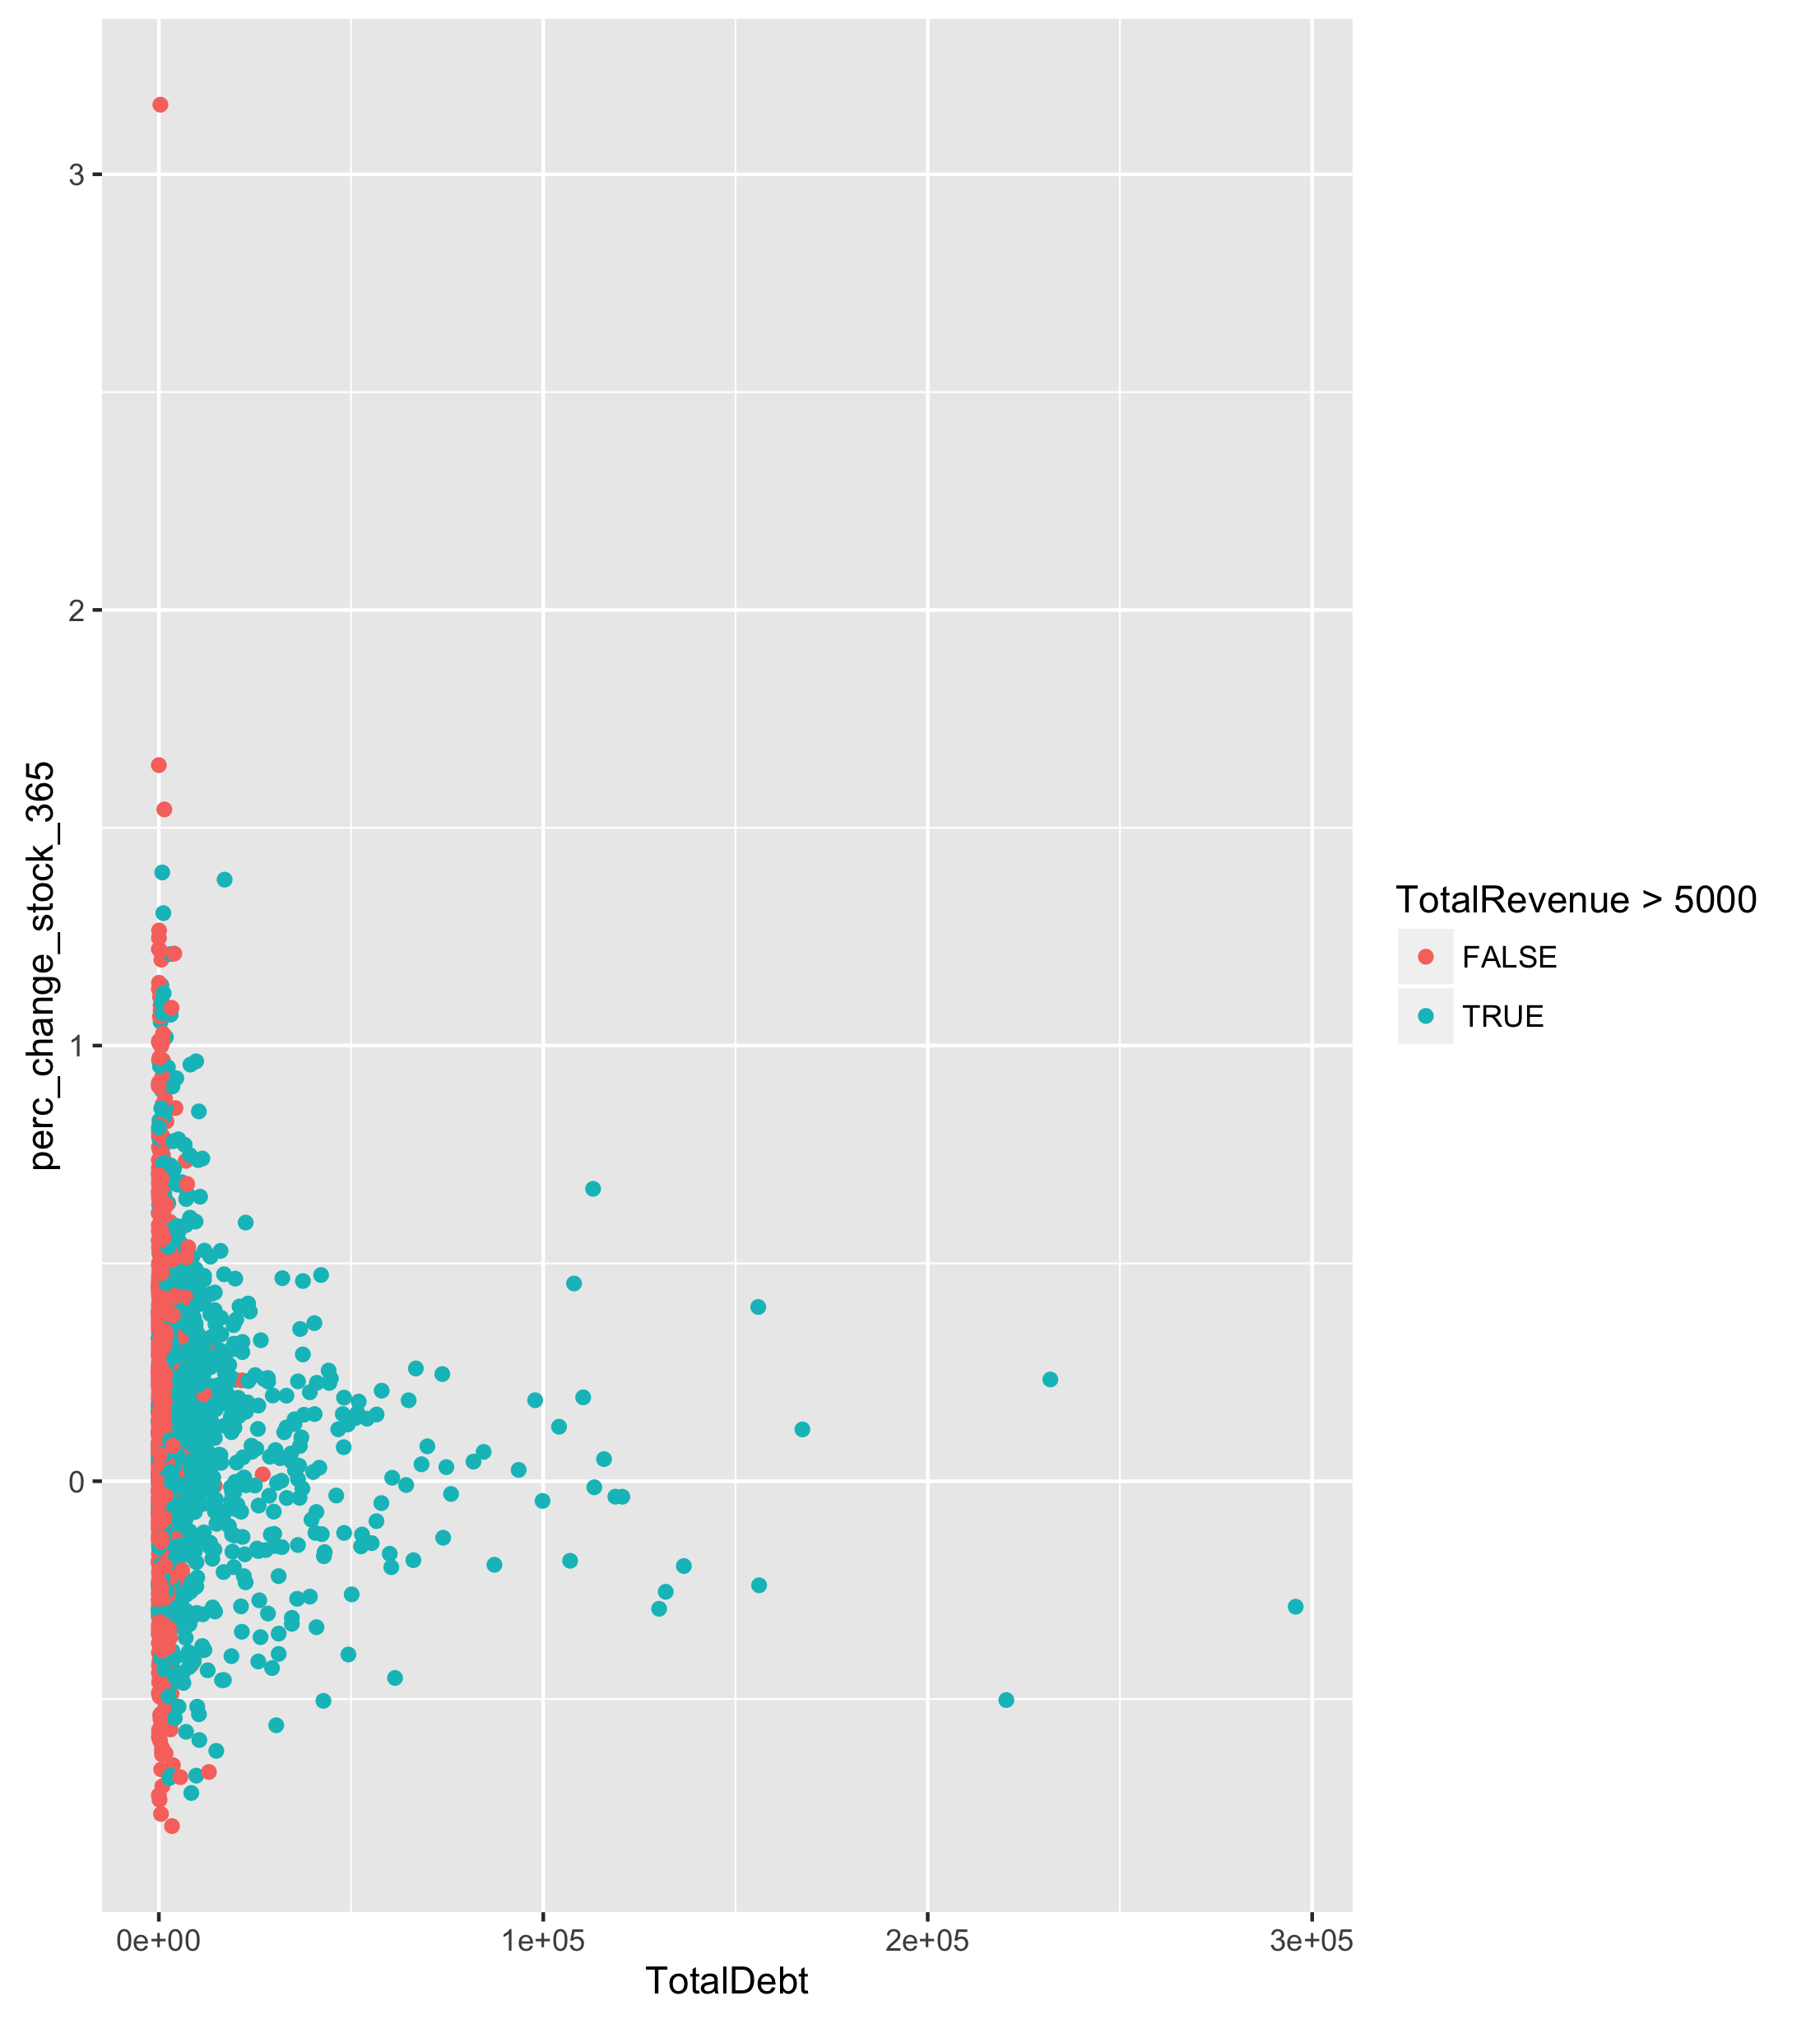 perc_change_stock_365
3
2
1
0
0e+00 1e+05 2e+05 3e+05
TotalDebt
TotalRevenue > 5000
FALSE
TRUE